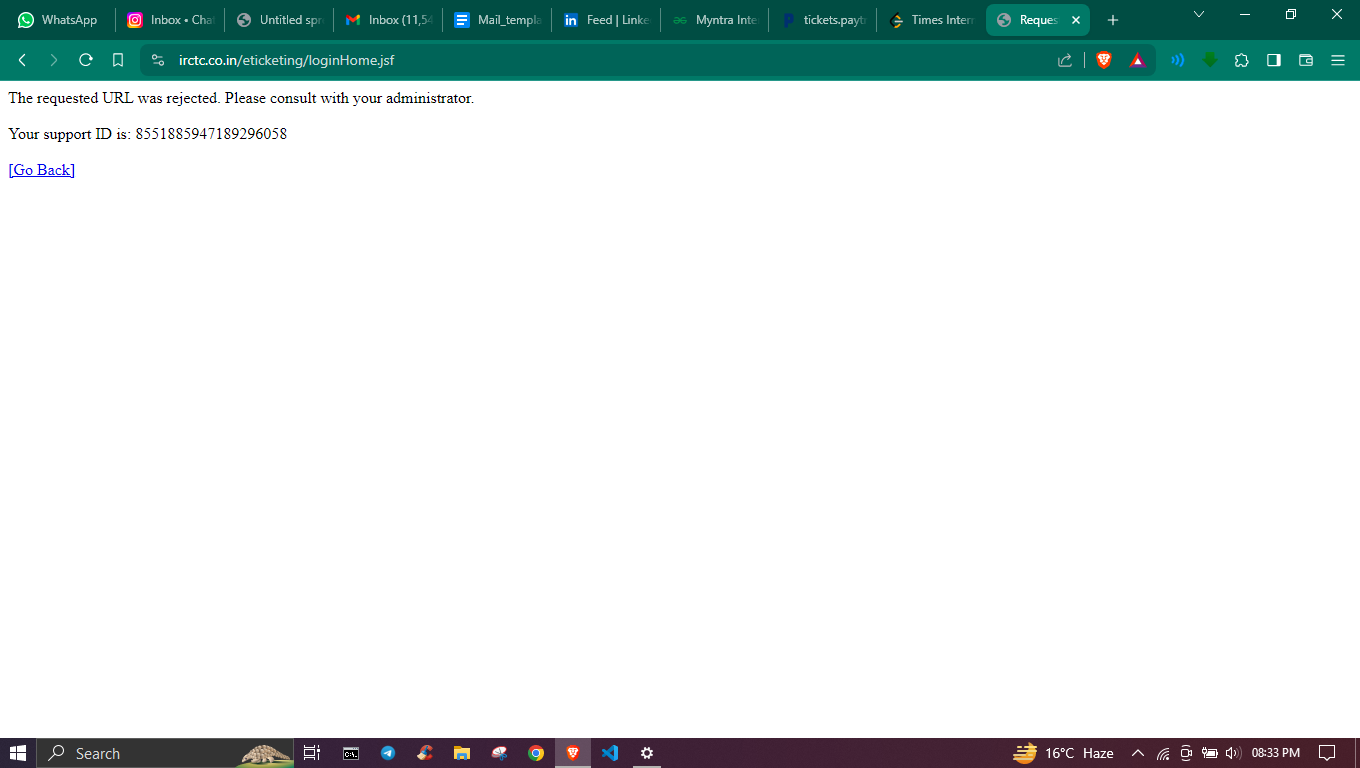 WhatsApp
Inbox • Chat
Untitled spr
Inbox (11,54
Mail_templa
Feed | Linke
Myntra Inte
tickets.paytr
Times Intern
Reques
irctc.co.in/eticketing/loginHome.jsf
The requested URL was rejected. Please consult with your administrator.
Your support ID is: 8551885947189296058
[Go Back]
Search
16°C Haze
08:33 PM